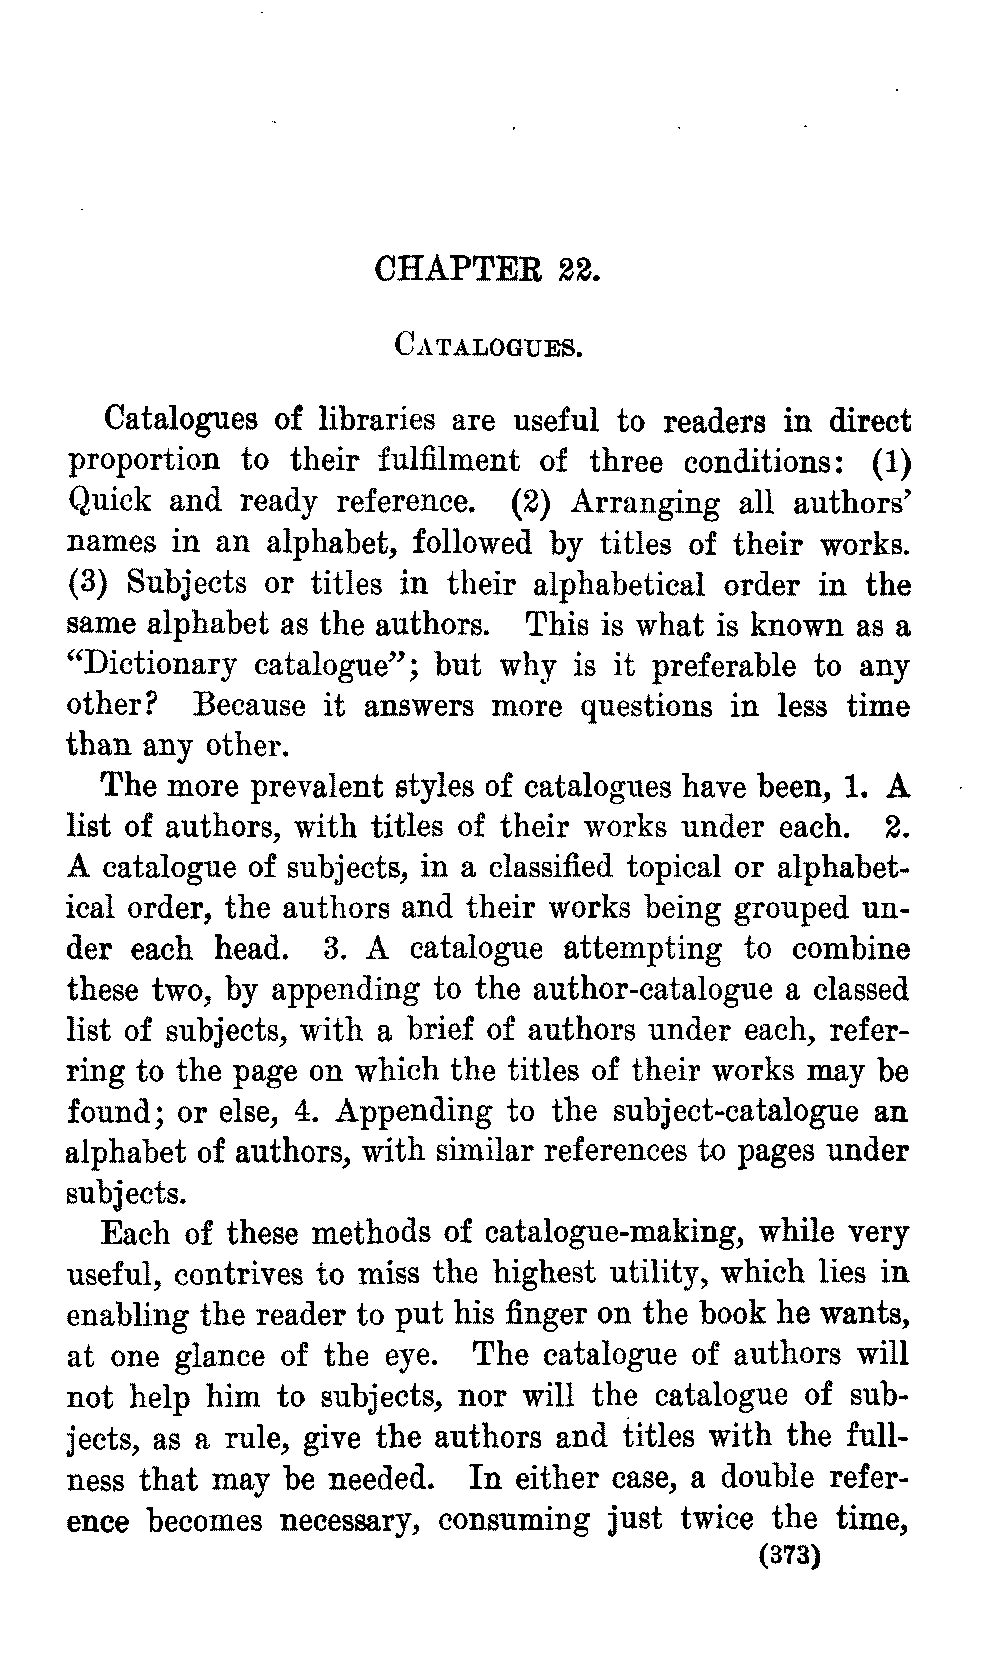 CHAPTER 22.
CATALOGUES.
Catalogues of libraries are useful to readers in direct
proportion to their fulfilment of three conditions: (1)
Quick and ready reference. (2) Arranging all authors’
names in an alphabet, followed by titles of their works.
(3) Subjects or titles in their alphabetical order in the
same alphabet as the authors. This is what is known as a
“Dictionary catalogue”; but why is it preferable to any
other? Because it answers more questions in less time
than any other.
The more prevalent styles of catalogues have been, 1. A
list of authors, with titles of their works under each. 2.
A catalogue of subjects, in a classified topical or alphabet-
ical order, the authors and their works being grouped un-
der each head. 3. A catalogue attempting to combine
these two, by appending to the author-catalogue a classed
list of subjects, with a brief of authors under each, refer-
ring to the page on which the titles of their works may be
found; or else, 4. Appending to the subject-catalogue an
alphabet of authors, with similar references to pages under
subjects.
Each of these methods of catalogue-making, while very
useful, contrives to miss the highest utility, which lies in
enabling the reader to put his finger on the book he wants,
at one glance of the eye. The catalogue of authors will
not help him to subjects, nor will the catalogue of sub-
jects, as a rule, give the authors and titles with the full-
ness that may be needed. In either case, a double refer-
ence becomes necessary, consuming just twice the time,
(373)